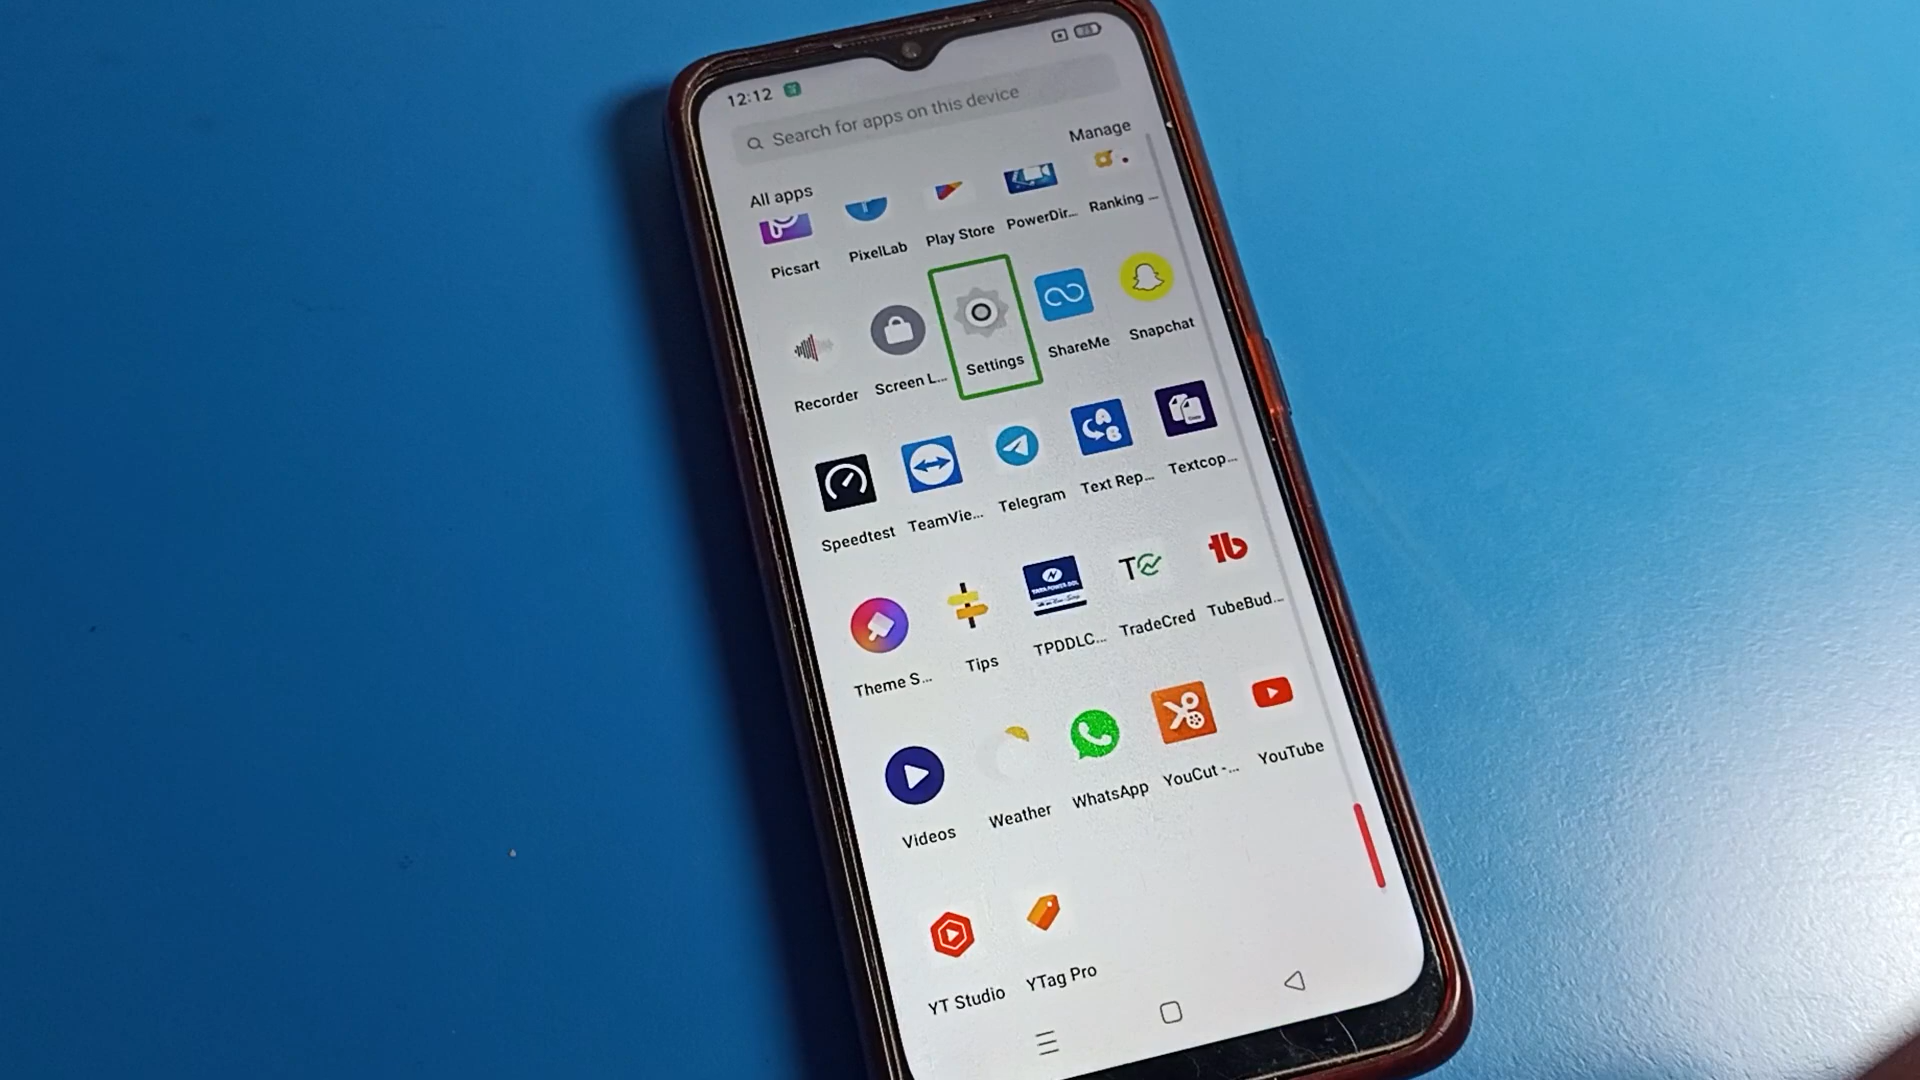 12:12
Search for apps on this device
Manage
All apps
Picsart PixelLab Play Store PowerDir... Ranking ...
Recorder Screen L... Settings ShareMe Snapchat
Speedtest TeamVie... Telegram Text Rep... Textcop...
Theme S... Tips TPDDLC... TradeCred TubeBud...
Videos Weather WhatsApp YouCut -... YouTube
YT Studio YTag Pro